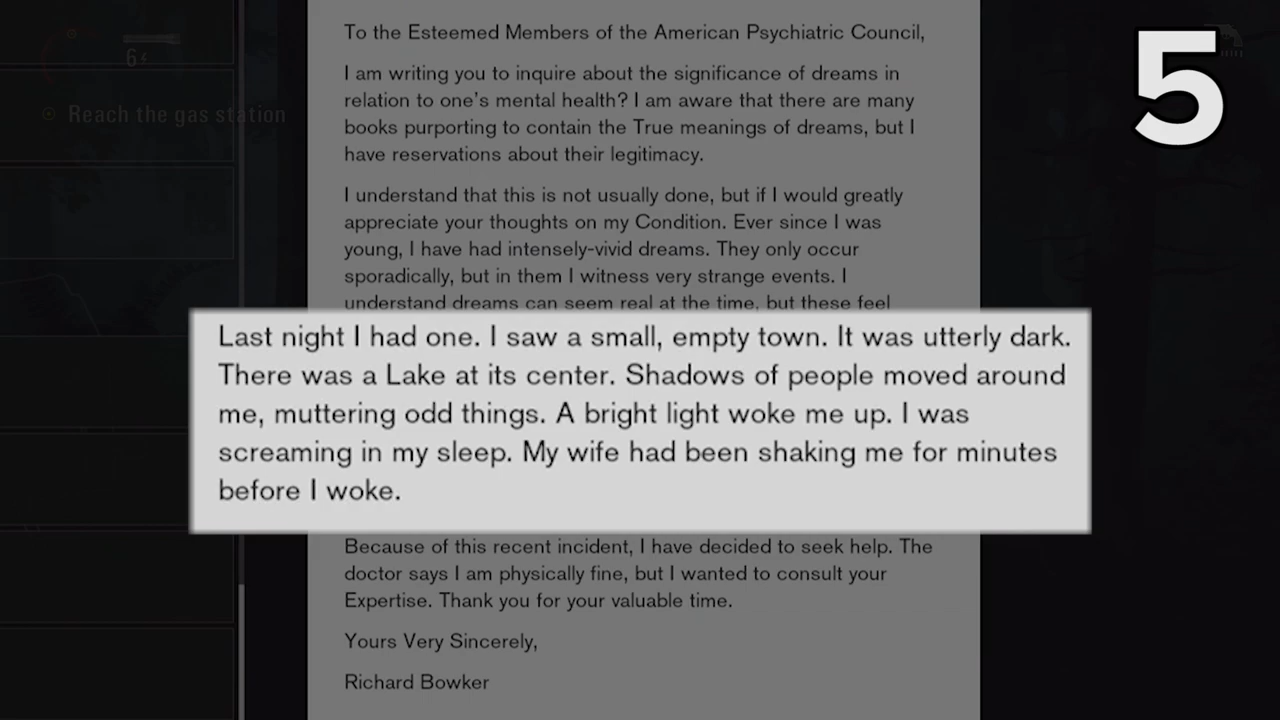 5
6
Reach the gas station
To the Esteemed Members of the American Psychiatric Council,
I am writing you to inquire about the significance of dreams in
relation to one's mental health? I am aware that there are many
books purporting to contain the True meanings of dreams, but I
have reservations about their legitimacy.
I understand that this is not usually done, but if I would greatly
appreciate your thoughts on my Condition. Ever since I was
young, I have had intensely-vivid dreams. They only occur
sporadically, but in them I witness very strange events. I
understand dreams can seem real at the time, but these feel
Last night I had one. I saw a small, empty town. It was utterly dark.
There was a Lake at its center. Shadows of people moved around
me, muttering odd things. A bright light woke me up. I was
screaming in my sleep. My wife had been shaking me for minutes
before I woke.
Because of this recent incident, I have decided to seek help. The
doctor says I am physically fine, but I wanted to consult your
Expertise. Thank you for your valuable time.
Yours Very Sincerely,
Richard Bowker